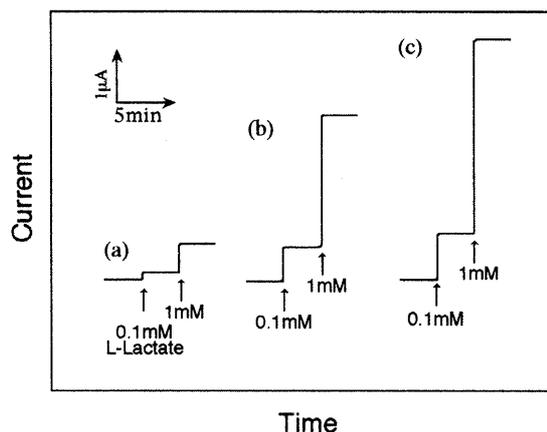 (c)
1μA
5min
(b)
Current
(a)
1mM
0.1mM
L-Lactate
1mM
0.1mM
1mM
0.1mM
Time